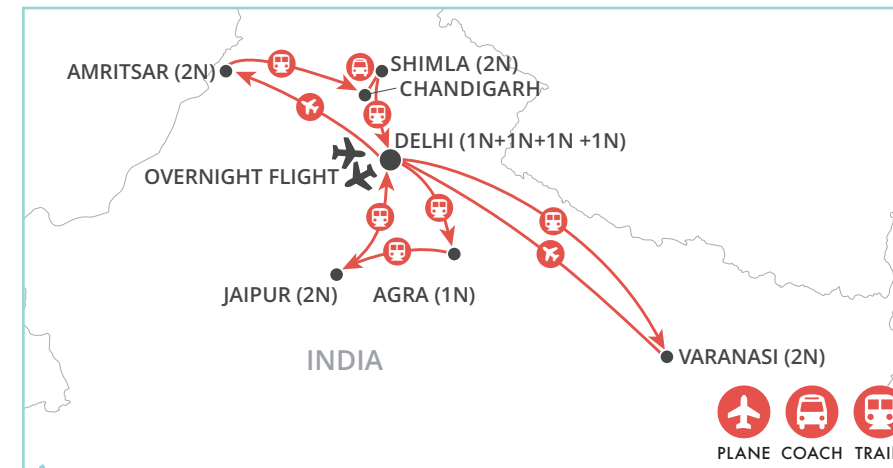 AMRITSAR (2N)
SHIMLA (2N)
CHANDIGARH
DELHI (1N+1N+1N +1N)
OVERNIGHT FLIGHT
JAIPUR (2N)
AGRA (1N)
INDIA
VARANASI (2N)
PLANE COACH TRAI